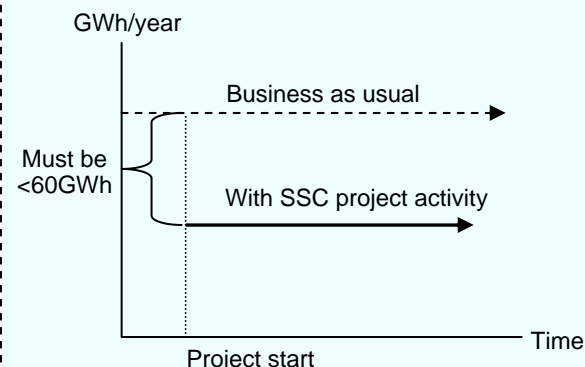 GWh/year
Business as usual
Must be
<60GWh
With SSC project activity
Time
Project start